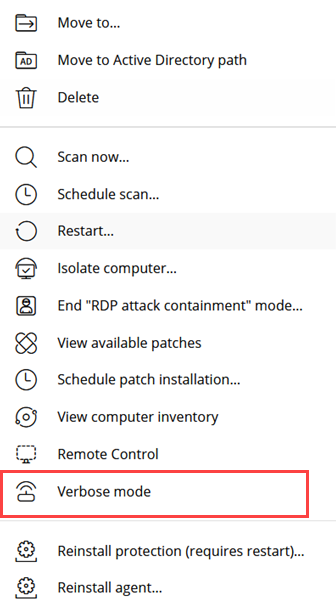 Move to...
AD Move to Active Directory path
Delete
Scan now...
Schedule scan...
Restart...
Isolate computer...
End "RDP attack containment" mode...
View available patches
Schedule patch installation...
View computer inventory
Remote Control
Verbose mode
Reinstall protection (requires restart)...
Reinstall agent...